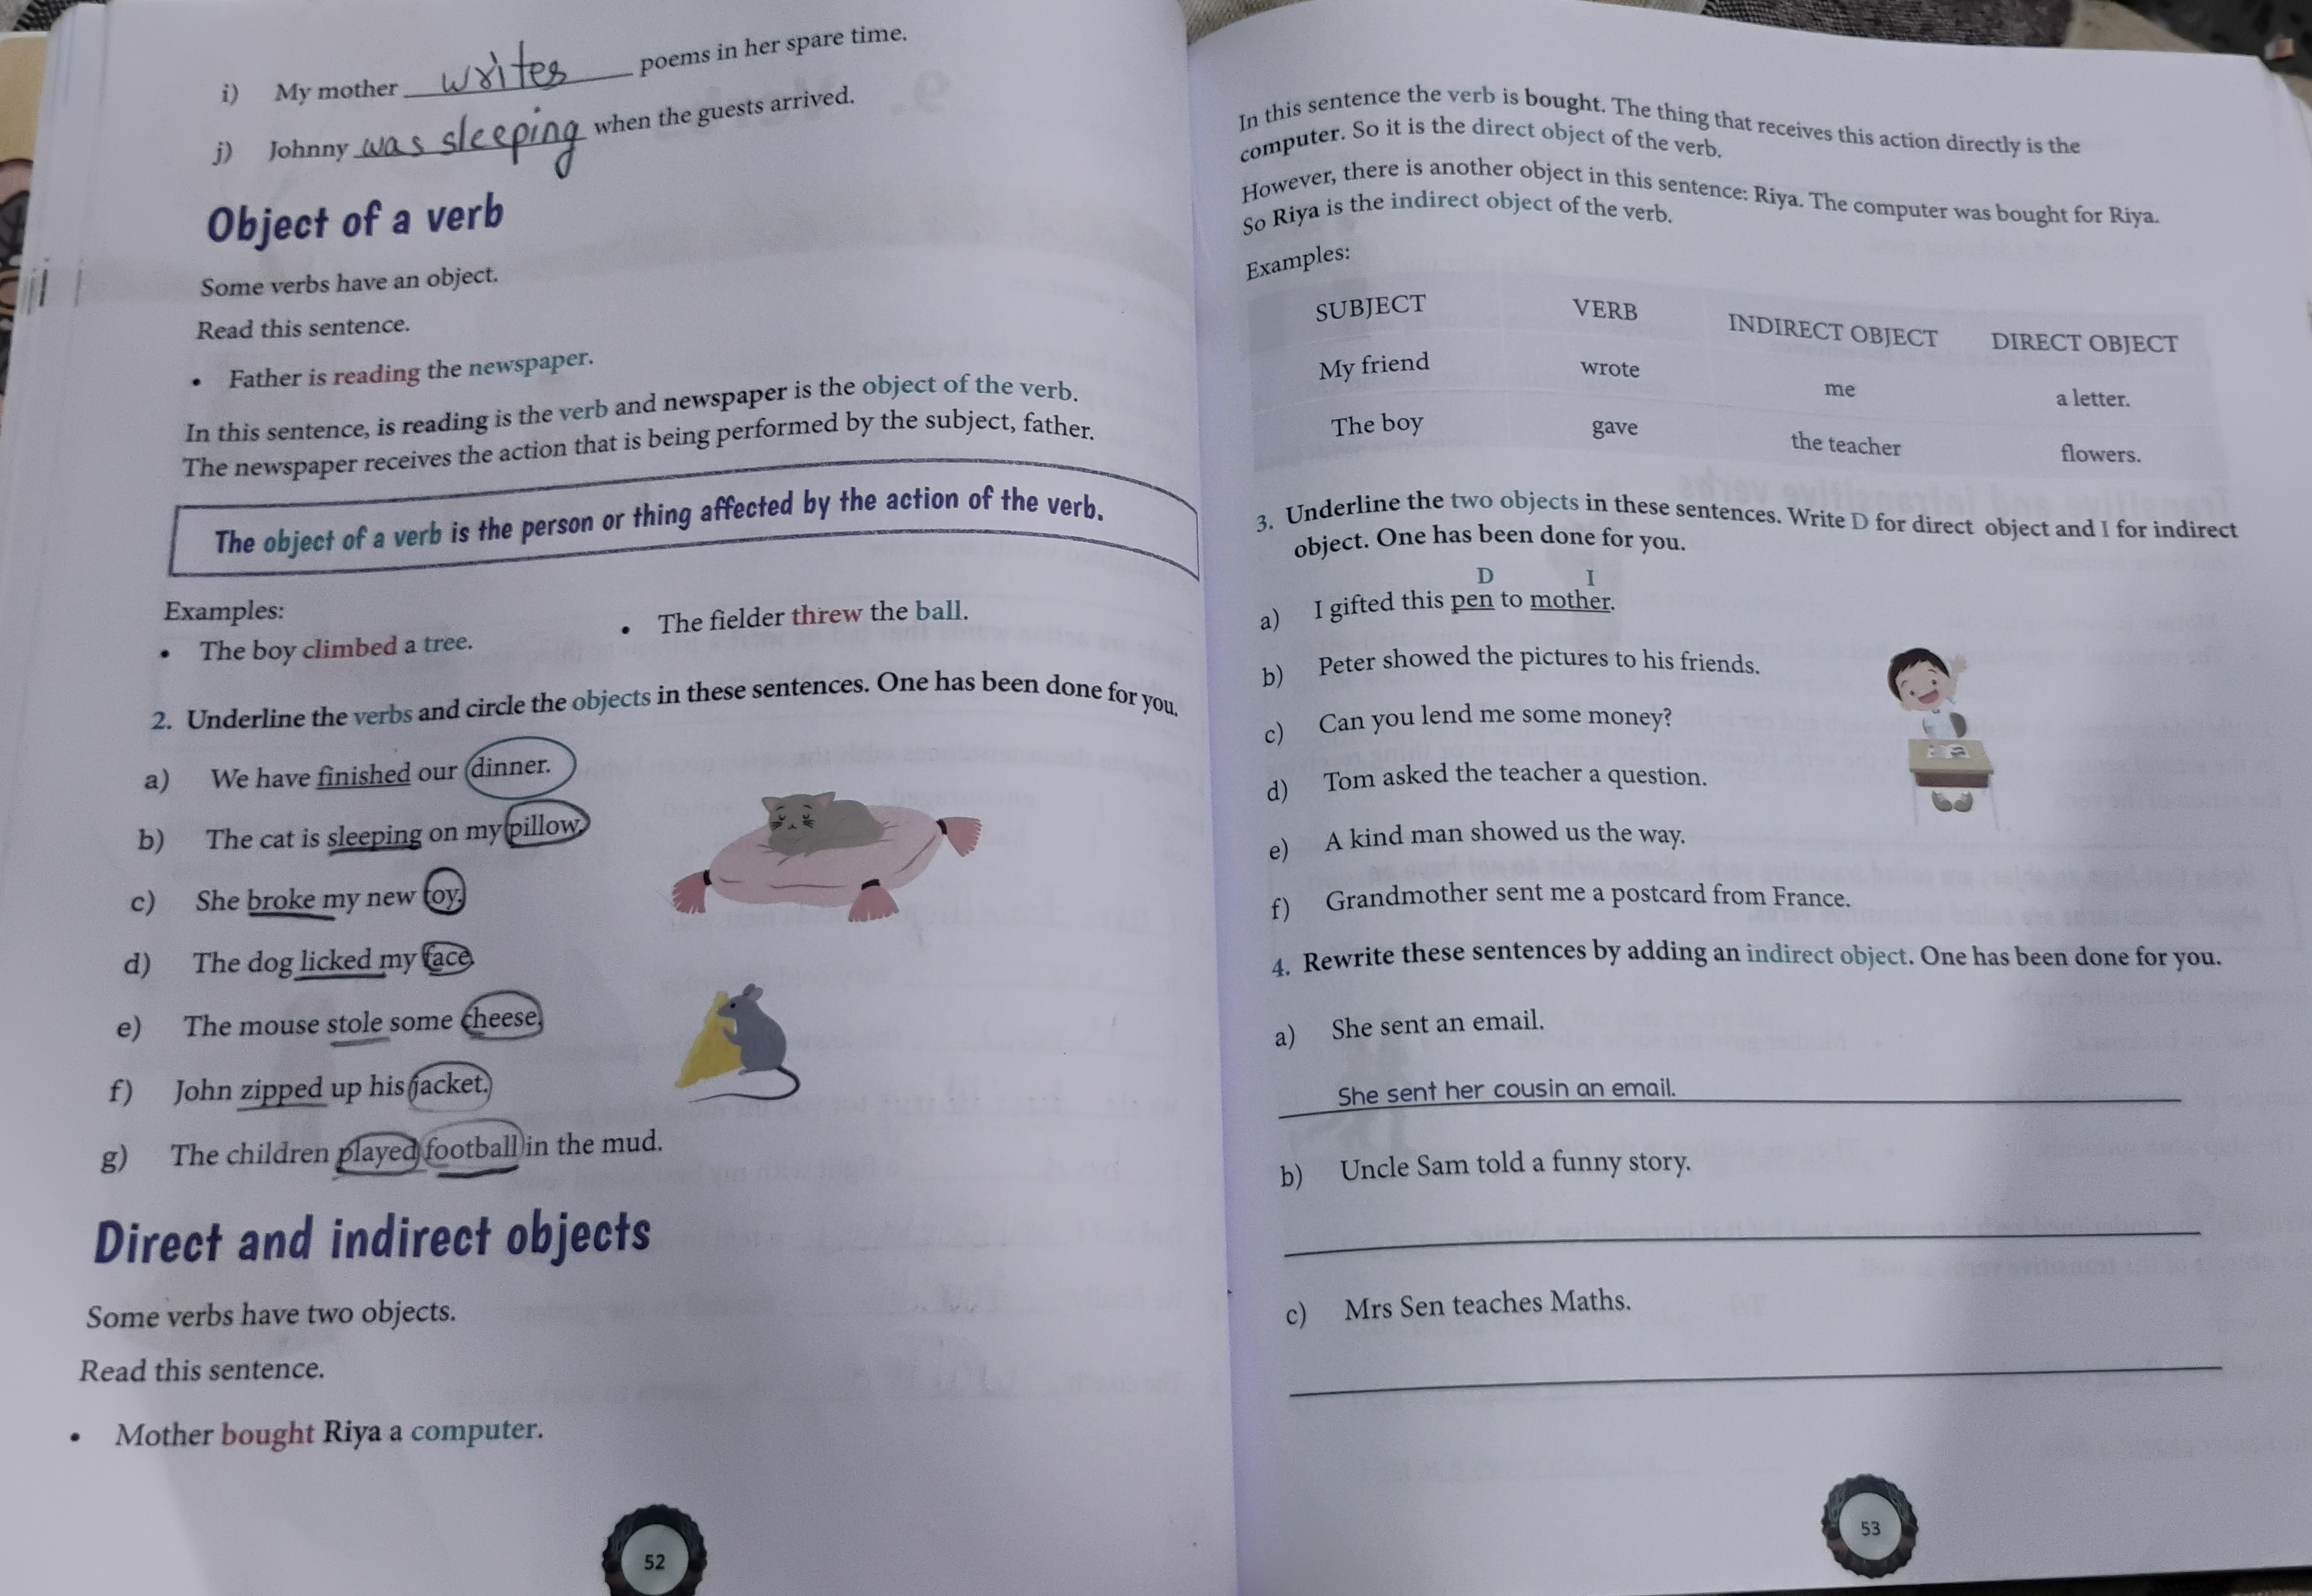 i) My mother writes poems in her spare time.
j) Johnny was sleeping when the guests arrived.
Object of a verb
Some verbs have an object.
Read this sentence.
• Father is reading the newspaper.
In this sentence, is reading is the verb and newspaper is the object of the verb.
The newspaper receives the action that is being performed by the subject, father.
The object of a verb is the person or thing affected by the action of the verb.
Examples:
• The boy climbed a tree. • The fielder threw the ball.
2. Underline the verbs and circle the objects in these sentences. One has been done for you.
a) We have finished our dinner.
b) The cat is sleeping on my pillow.
c) She broke my new toy.
d) The dog licked my face.
e) The mouse stole some cheese.
f) John zipped up his jacket.
g) The children played football in the mud.
Direct and indirect objects
Some verbs have two objects.
Read this sentence.
• Mother bought Riya a computer.
52
In this sentence the verb is bought. The thing that receives this action directly is the
computer. So it is the direct object of the verb.
However, there is another object in this sentence: Riya. The computer was bought for Riya.
So Riya is the indirect object of the verb.
Examples:
SUBJECT VERB INDIRECT OBJECT DIRECT OBJECT
My friend wrote me a letter.
The boy gave the teacher flowers.
3. Underline the two objects in these sentences. Write D for direct object and I for indirect
object. One has been done for you.
D I
a) I gifted this pen to mother.
b) Peter showed the pictures to his friends.
c) Can you lend me some money?
d) Tom asked the teacher a question.
e) A kind man showed us the way.
f) Grandmother sent me a postcard from France.
4. Rewrite these sentences by adding an indirect object. One has been done for you.
a) She sent an email.
She sent her cousin an email.
b) Uncle Sam told a funny story.
c) Mrs Sen teaches Maths.
53